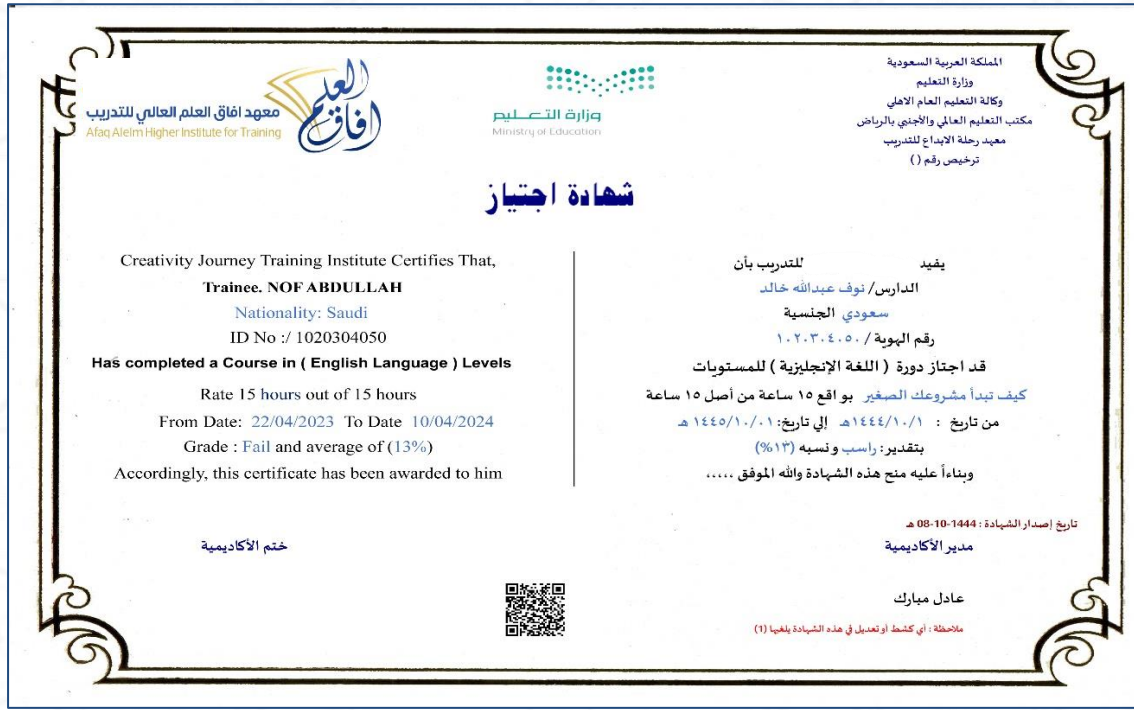 المملكة العربية السعودية
وزارة التعليم
وكالة التعليم العام الاهلي
مكتب التعليم العالي والأجنبي بالرياض
معهد رحلة الابداع للتدريب
ترخيص رقم ( )
وزارة التعـــليم
Ministry of Education
العلم
افاق
معهد افاق العلم العالي للتدريب
Afaq Alelm Higher Institute for Training
شهادة اجتياز
يفيد للتدريب بأن
الدارس/ نوف عبدالله خالد
سعودي الجنسية
رقم الهوية / ١٠٢٠٣٠٤٠٥٠
قد اجتاز دورة ( اللغة الإنجليزية ) للمستويات
كيف تبدأ مشروعك الصغير بو اقع ١٥ ساعة من أصل ١٥ ساعة
من تاريخ : ١٤٤٤/١٠/١هـ إلي تاريخ: ١٤٤٥/١٠/٠١ هـ
بتقدير: راسب و نسبه (١٣%)
وبناءاً عليه منح هذه الشهادة والله الموفق .....
Creativity Journey Training Institute Certifies That,
Trainee. NOF ABDULLAH
Nationality: Saudi
ID No :/ 1020304050
Has completed a Course in ( English Language ) Levels
Rate 15 hours out of 15 hours
From Date: 22/04/2023 To Date 10/04/2024
Grade : Fail and average of (13%)
Accordingly, this certificate has been awarded to him
تاريخ إصدار الشهادة : 1444-10-08 هـ
مدير الأكاديمية
ختم الأكاديمية
عادل مبارك
ملاحظة : أي كشط أو تعديل في هذه الشهادة يلغيها (1)